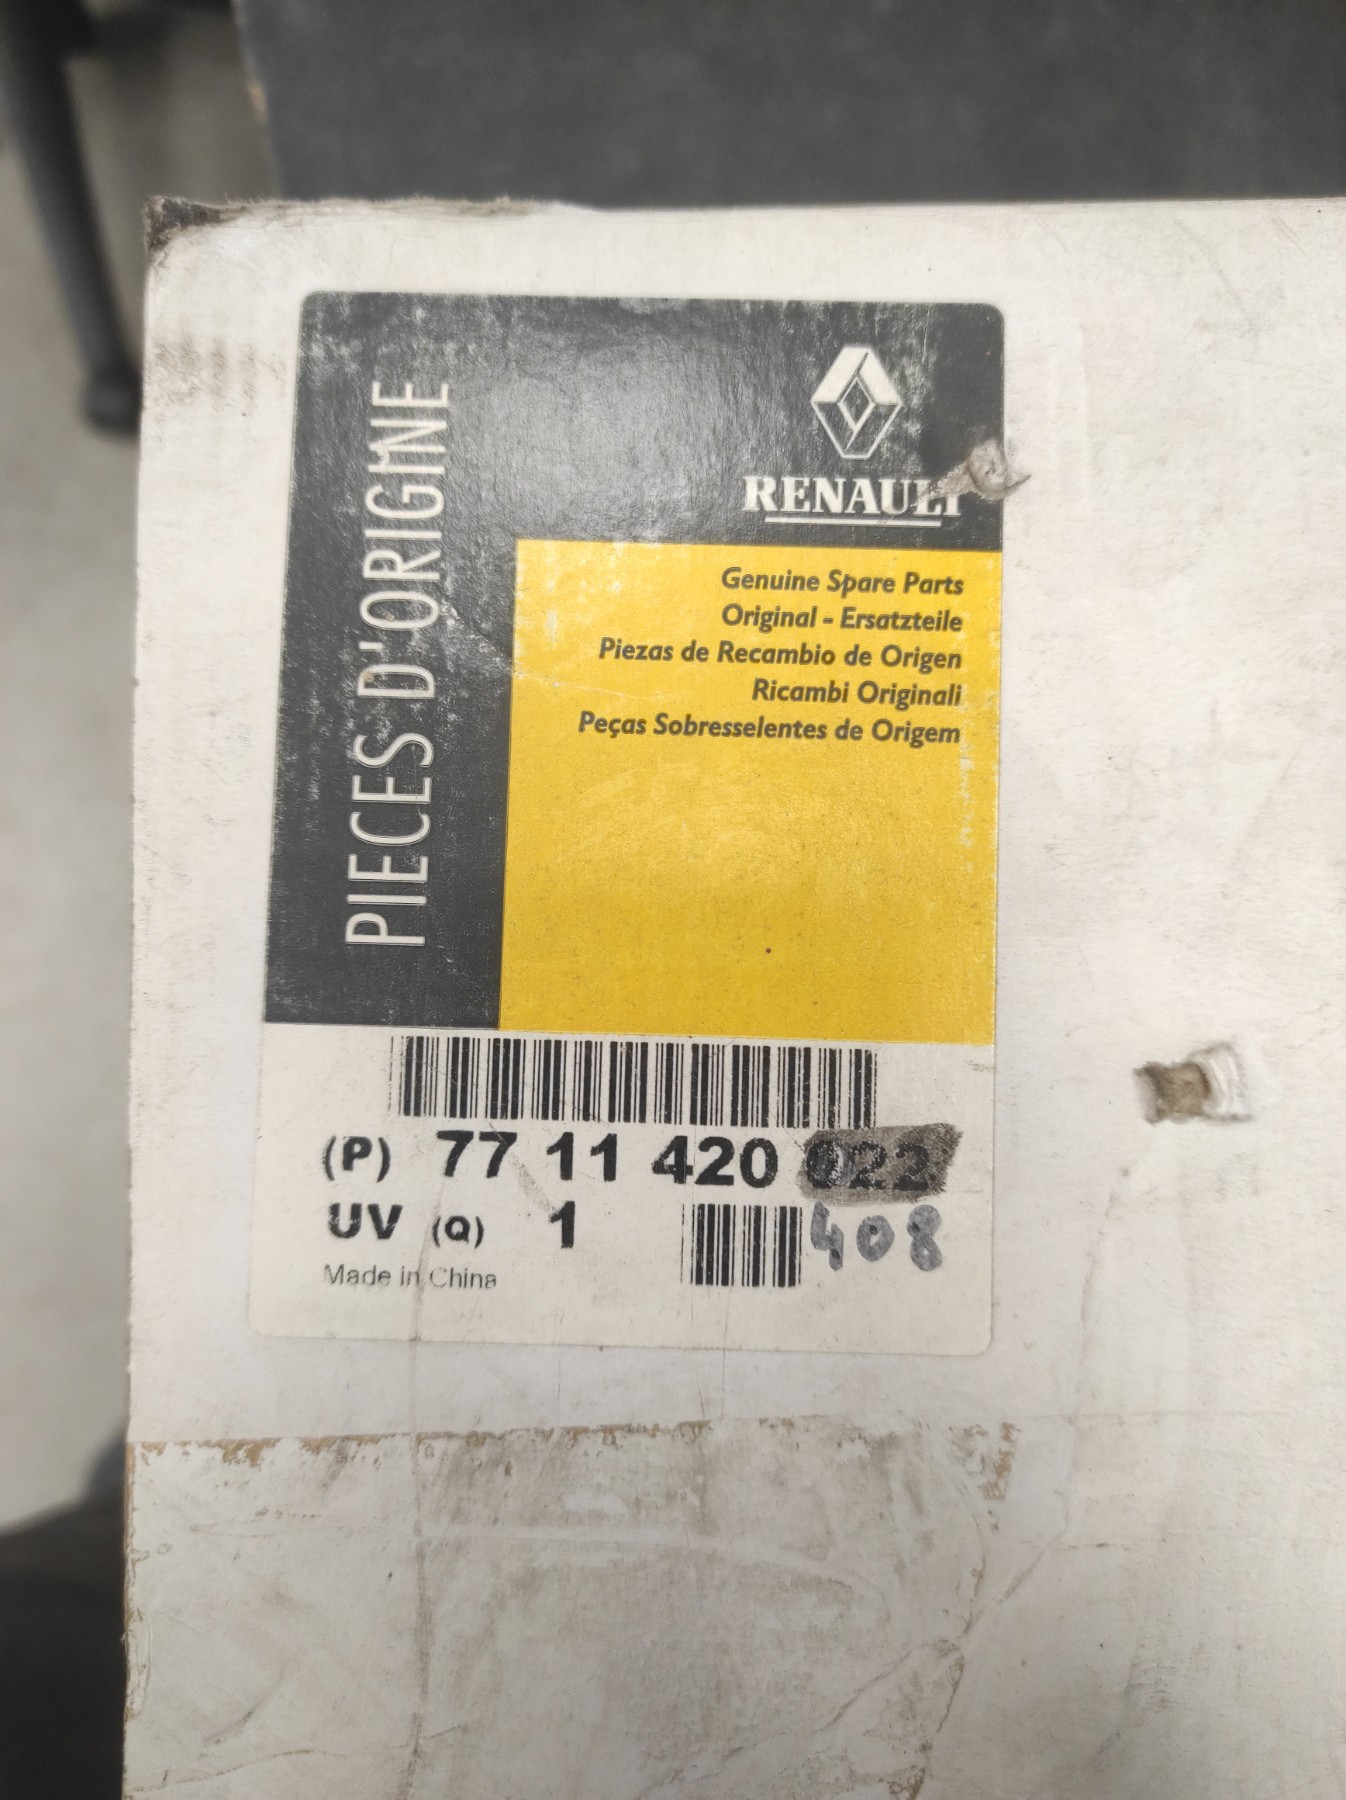 PIECES D'ORIGINE
RENAULT
Genuine Spare Parts
Original - Ersatzteile
Piezas de Recambio de Origen
Ricambi Originali
Peças Sobresselentes de Origem
(P) 77 11 420 022
UV (Q) 1 408
Made in China